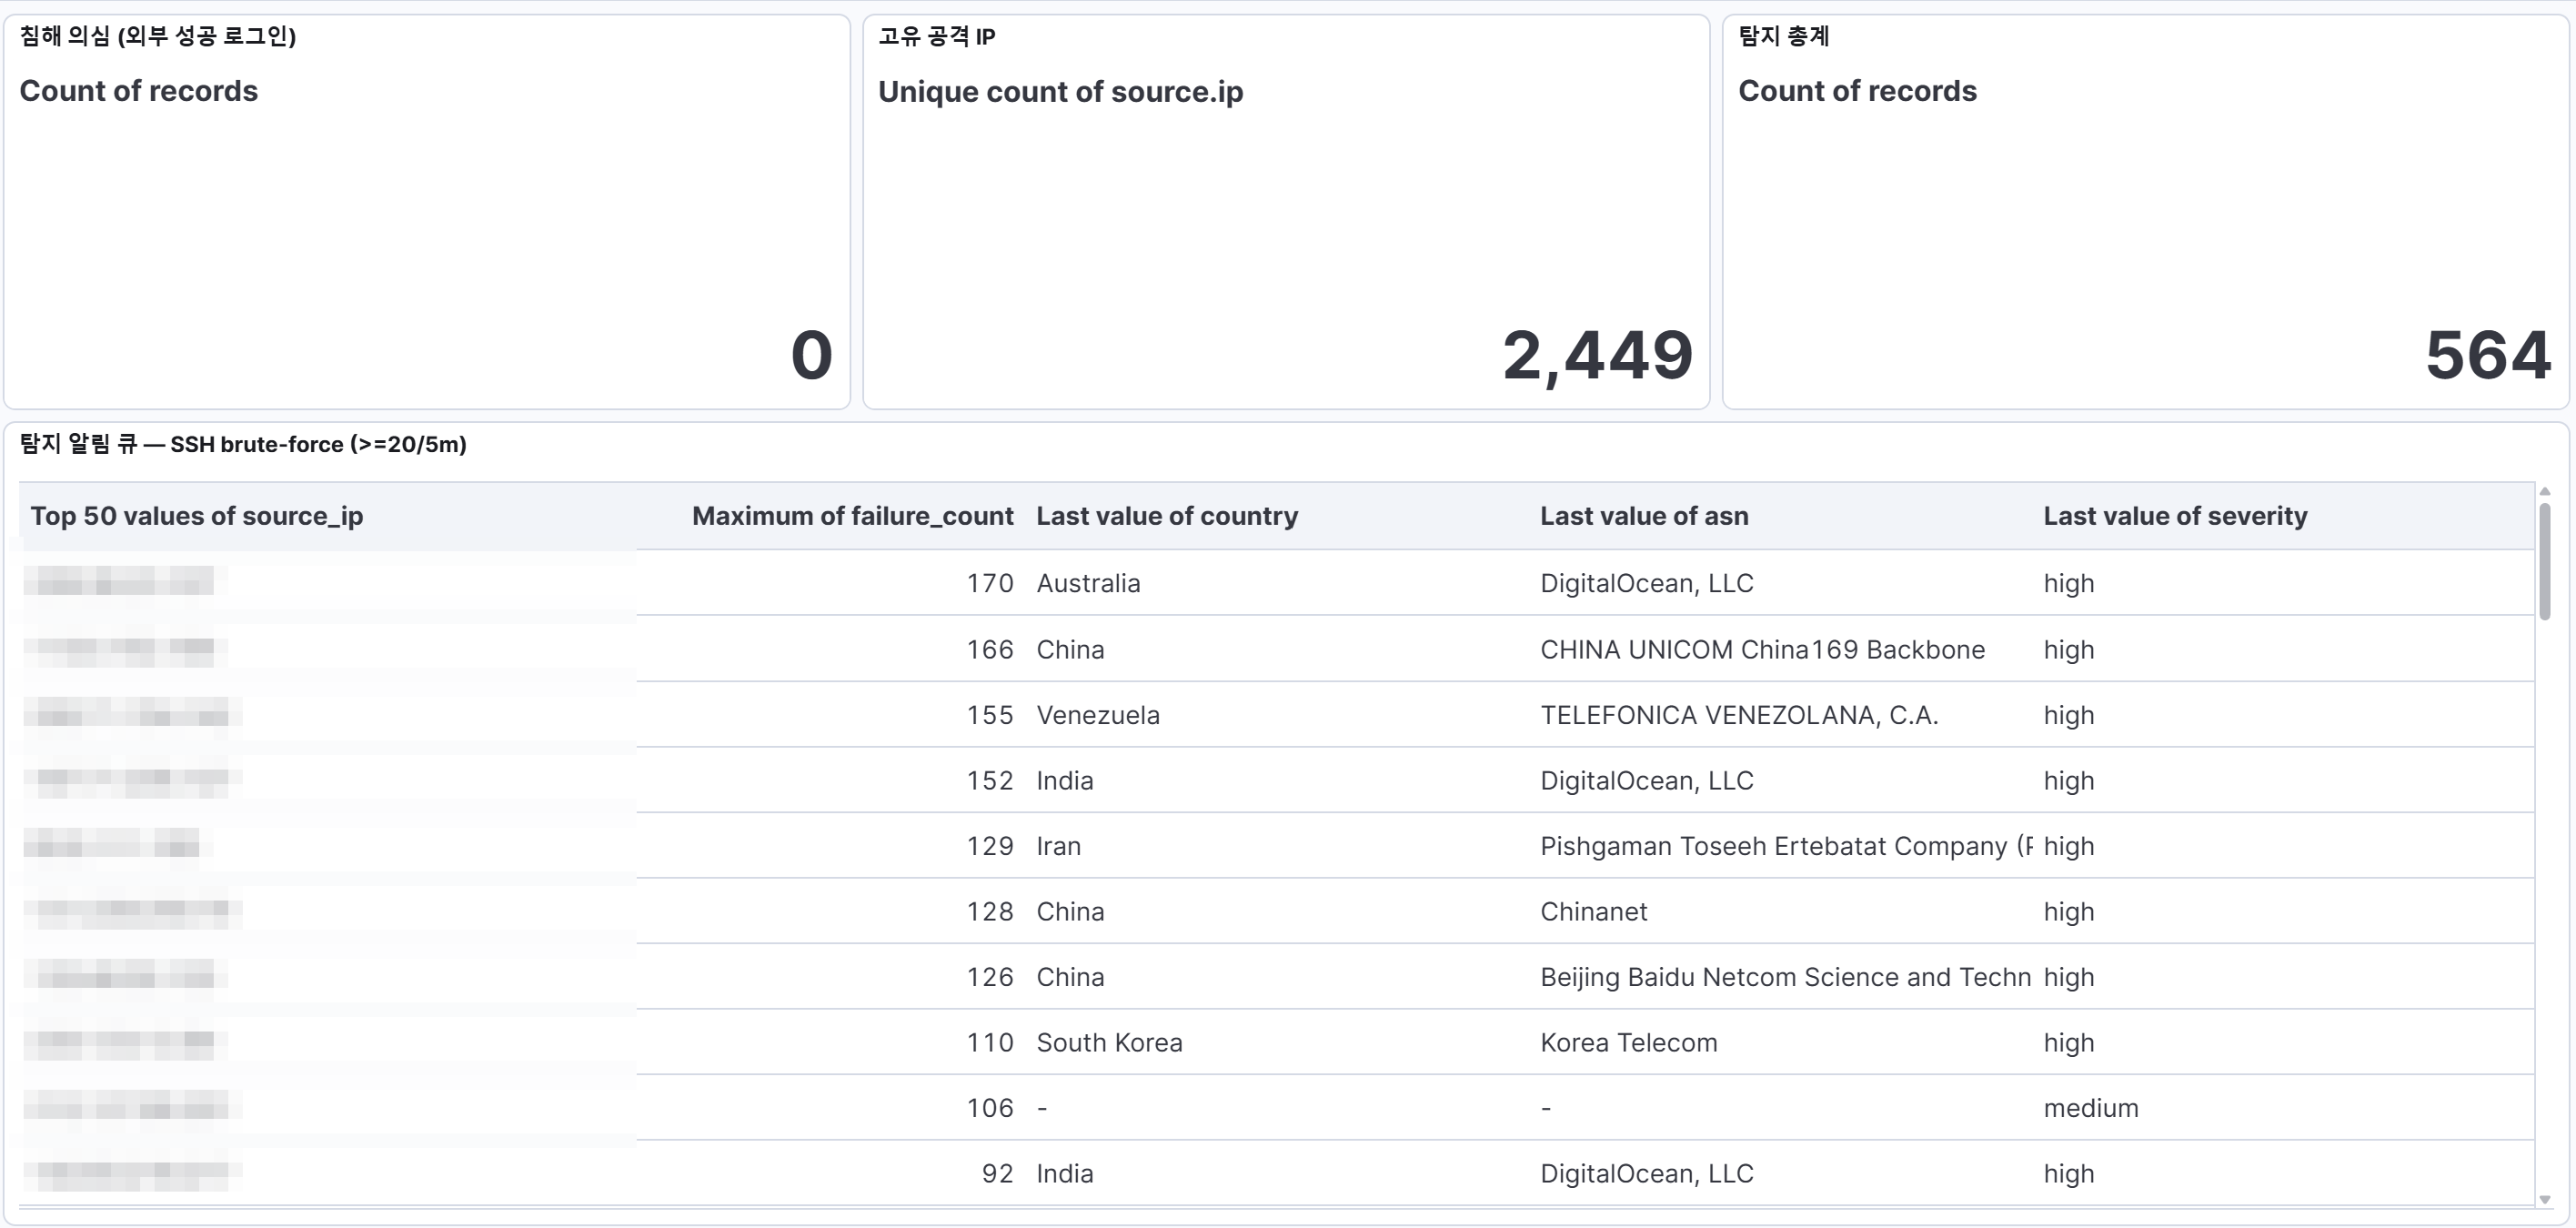 침해 의심 (외부 성공 로그인)
Count of records
0
고유 공격 IP
Unique count of source.ip
2,449
탐지 총계
Count of records
564
탐지 알림 큐 — SSH brute-force (>=20/5m)
Top 50 values of source_ip Maximum of failure_count Last value of country Last value of asn Last value of severity
170 Australia DigitalOcean, LLC high
166 China CHINA UNICOM China169 Backbone high
155 Venezuela TELEFONICA VENEZOLANA, C.A. high
152 India DigitalOcean, LLC high
129 Iran Pishgaman Toseeh Ertebatat Company ( high
128 China Chinanet high
126 China Beijing Baidu Netcom Science and Techn high
110 South Korea Korea Telecom high
106 - - medium
92 India DigitalOcean, LLC high